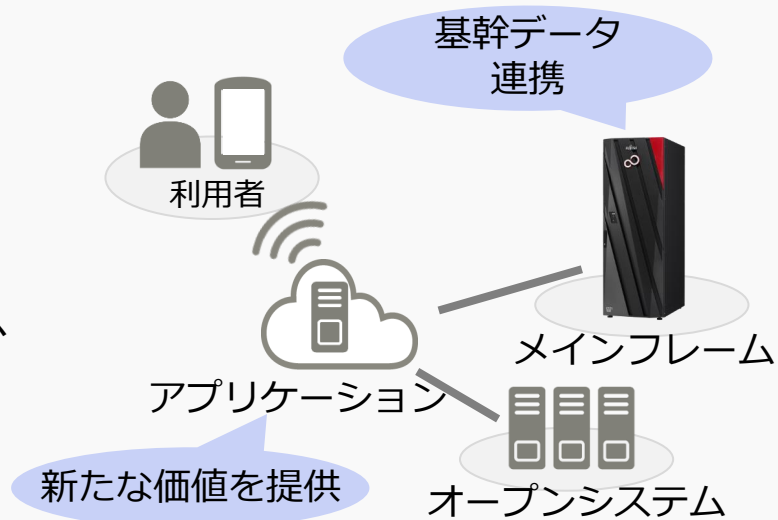 基幹データ
連携
利用者
FUJITSU
メインフレーム
アプリケーション
新たな価値を提供
オープンシステム